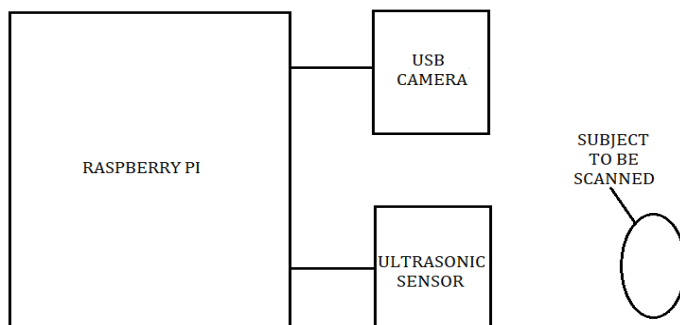 USB
CAMERA
RASPBERRY PI
SUBJECT
TO BE
SCANNED
ULTRASONIC
SENSOR